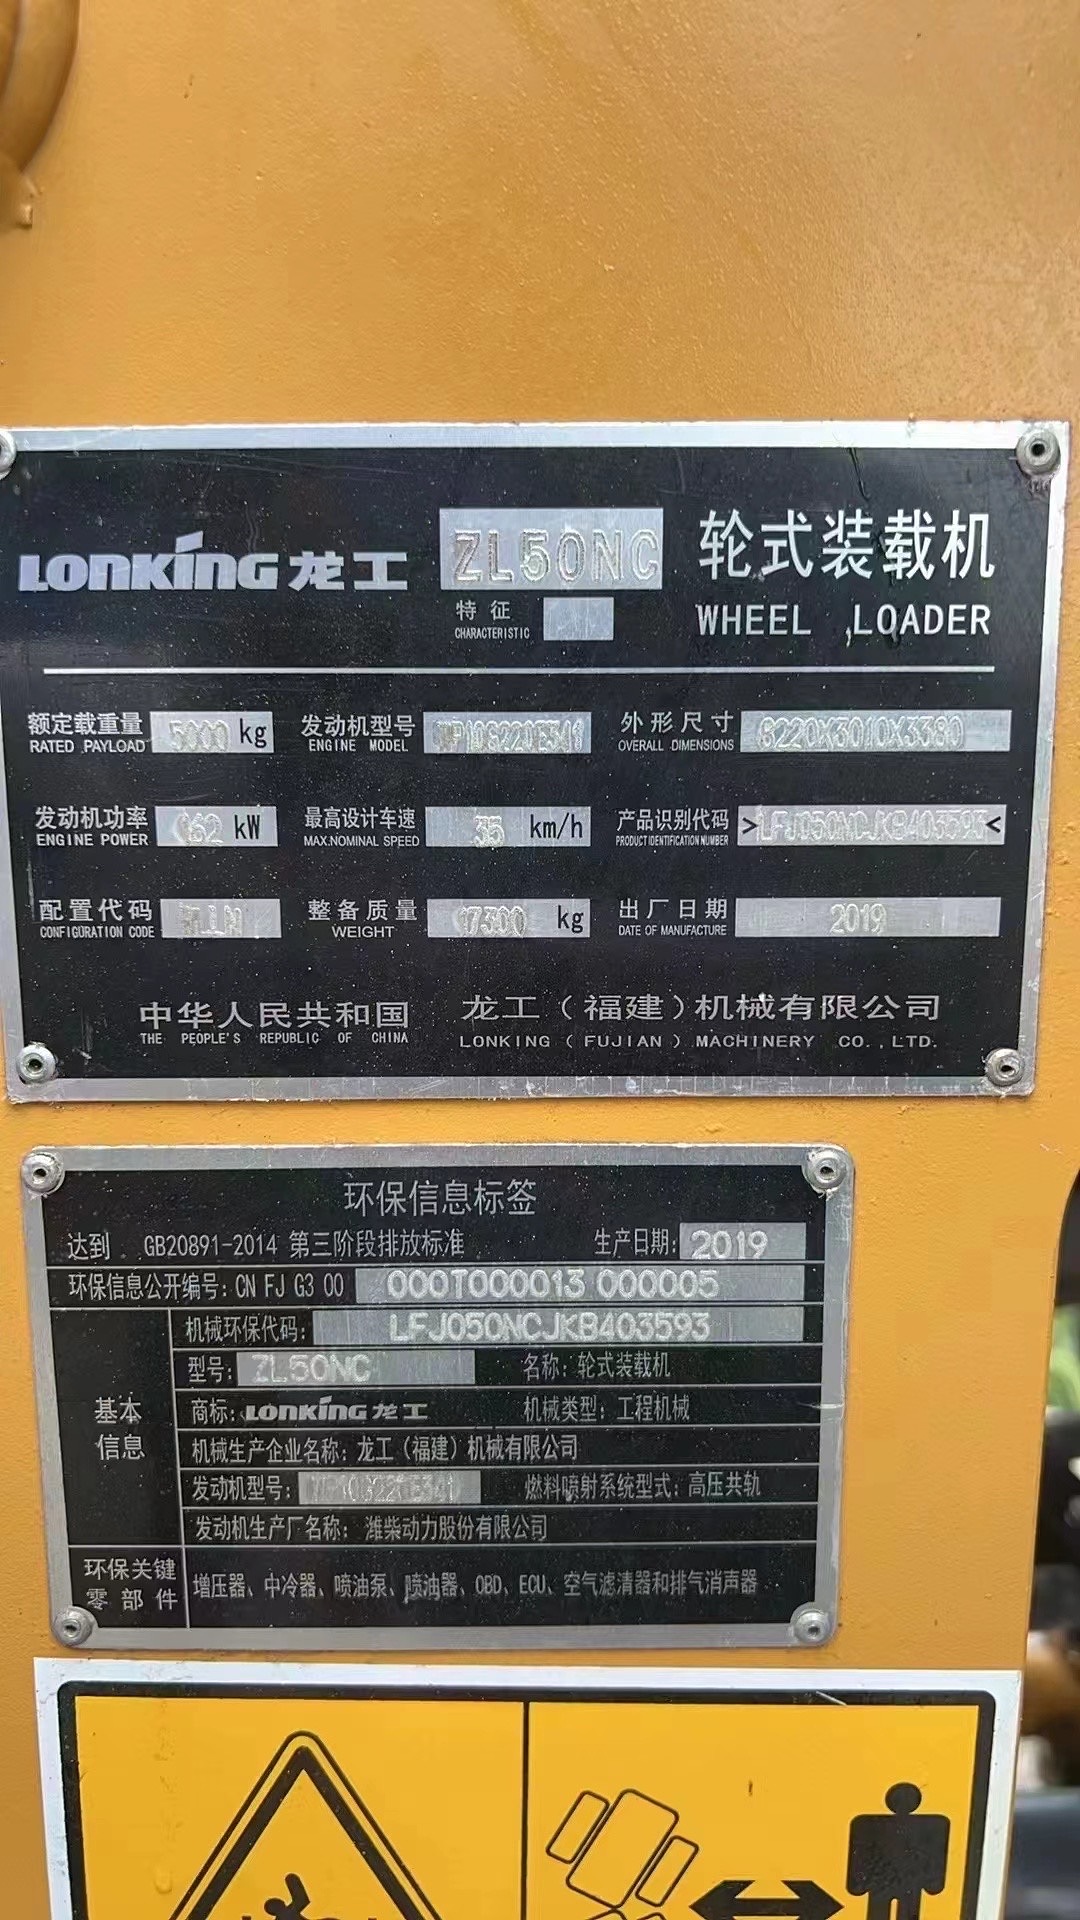 LONKING 龙工 ZL50NC 轮式装载机
特征
CHARACTERISTIC
WHEEL LOADER
额定载重量 5000 kg 发动机型号 外形尺寸 8220X3010X3380
RATED PAYLOAD ENGINE MODEL OVERALL DIMENSIONS
发动机功率 162 kW 最高设计车速 35 km/h 产品识别代码 >LFJ050NCJKB403593<
ENGINE POWER MAX.NOMINAL SPEED PRODUCT IDENTIFICATION NUMBER
配置代码 整备质量 17300 kg 出厂日期 2019
CONFIGURATION CODE WEIGHT DATE OF MANUFACTURE
中华人民共和国 龙工（福建）机械有限公司
THE PEOPLE'S REPUBLIC OF CHINA LONKING ( FUJIAN ) MACHINERY CO.,LTD.
环保信息标签
达到 GB20891-2014 第三阶段排放标准 生产日期: 2019
环保信息公开编号: CN FJ G3 00 000T000013 000005
机械环保代码: LFJ050NCJKB403593
型号: ZL50NC 名称: 轮式装载机
基本信息
商标: LONKING 龙工 机械类型: 工程机械
机械生产企业名称: 龙工（福建）机械有限公司
发动机型号: 燃料喷射系统型式: 高压共轨
发动机生产厂名称: 潍柴动力股份有限公司
环保关键零部件 增压器、中冷器、喷油泵、喷油器、OBD、ECU、空气滤清器和排气消声器